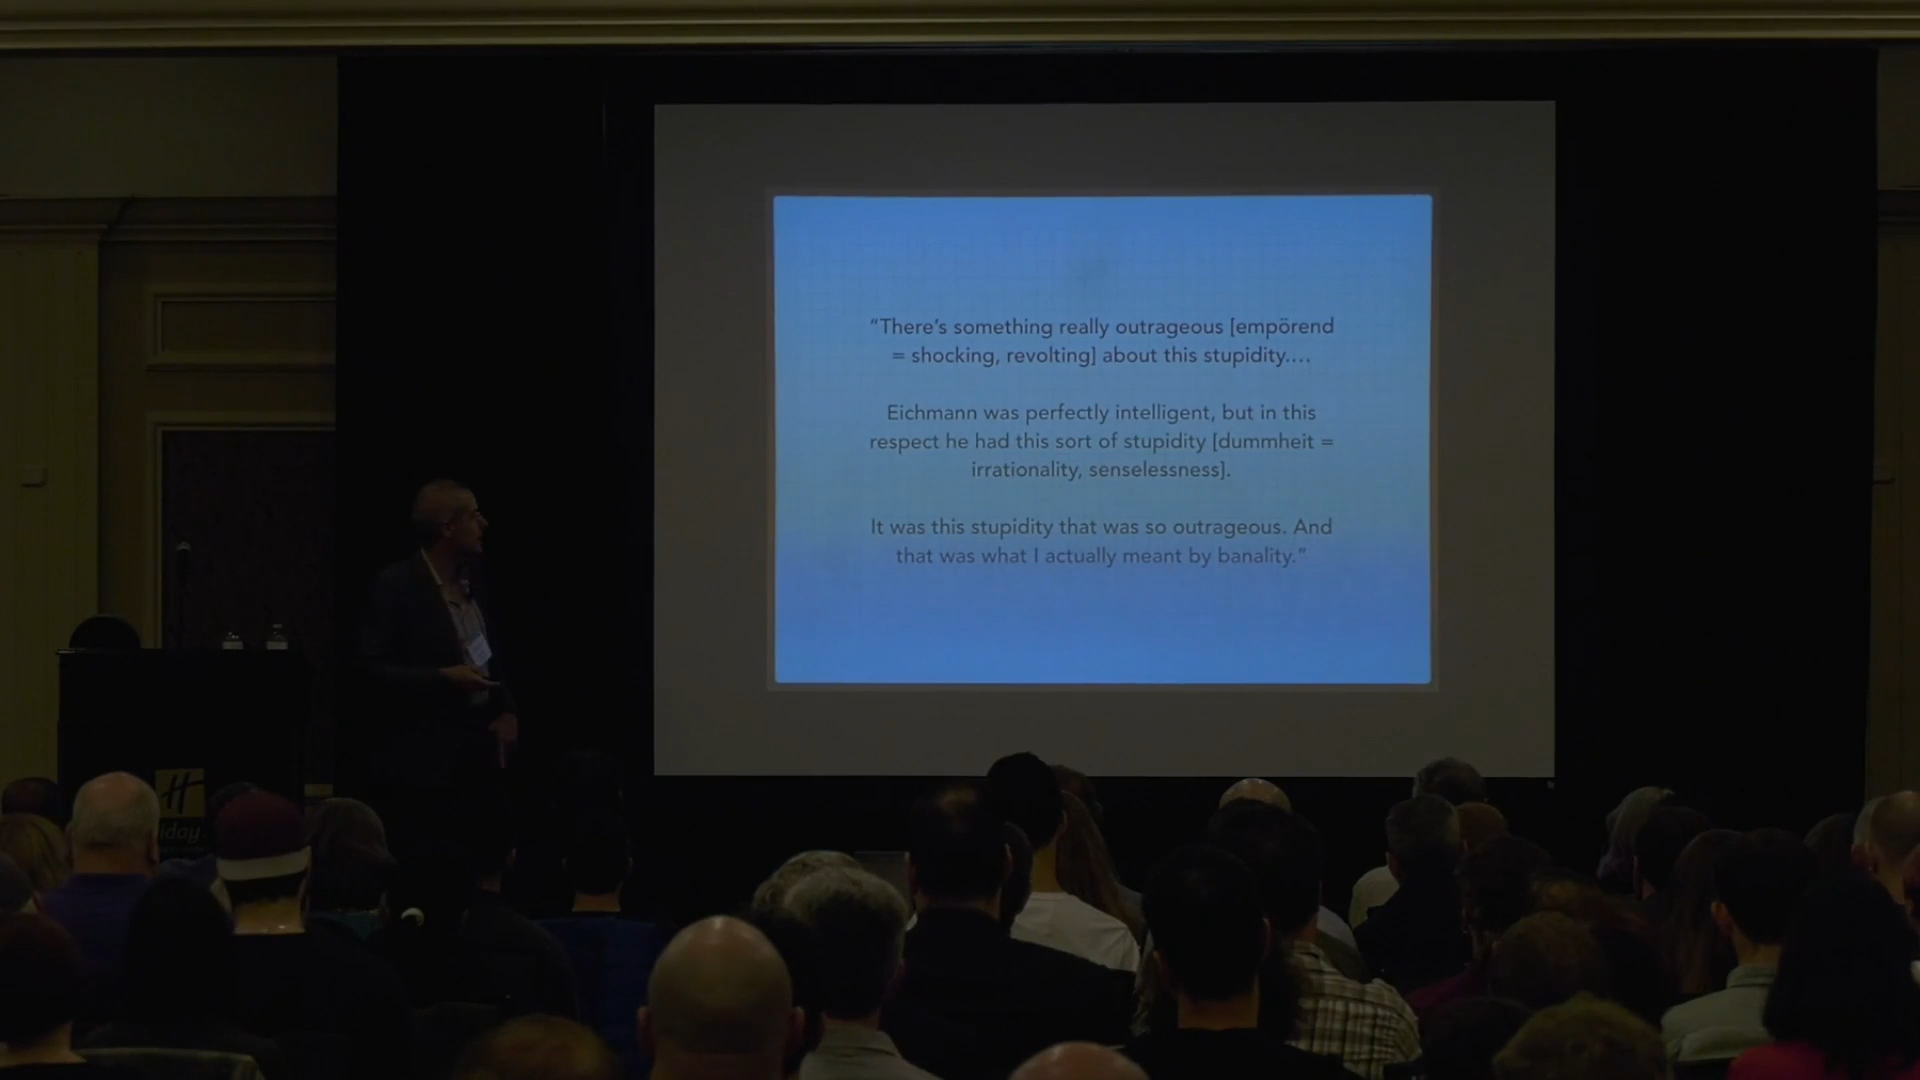 “There’s something really outrageous [empörend
= shocking, revolting] about this stupidity....
Eichmann was perfectly intelligent, but in this
respect he had this sort of stupidity [dummheit =
irrationality, senselessness].
It was this stupidity that was so outrageous. And
that was what I actually meant by banality.”
H
iday